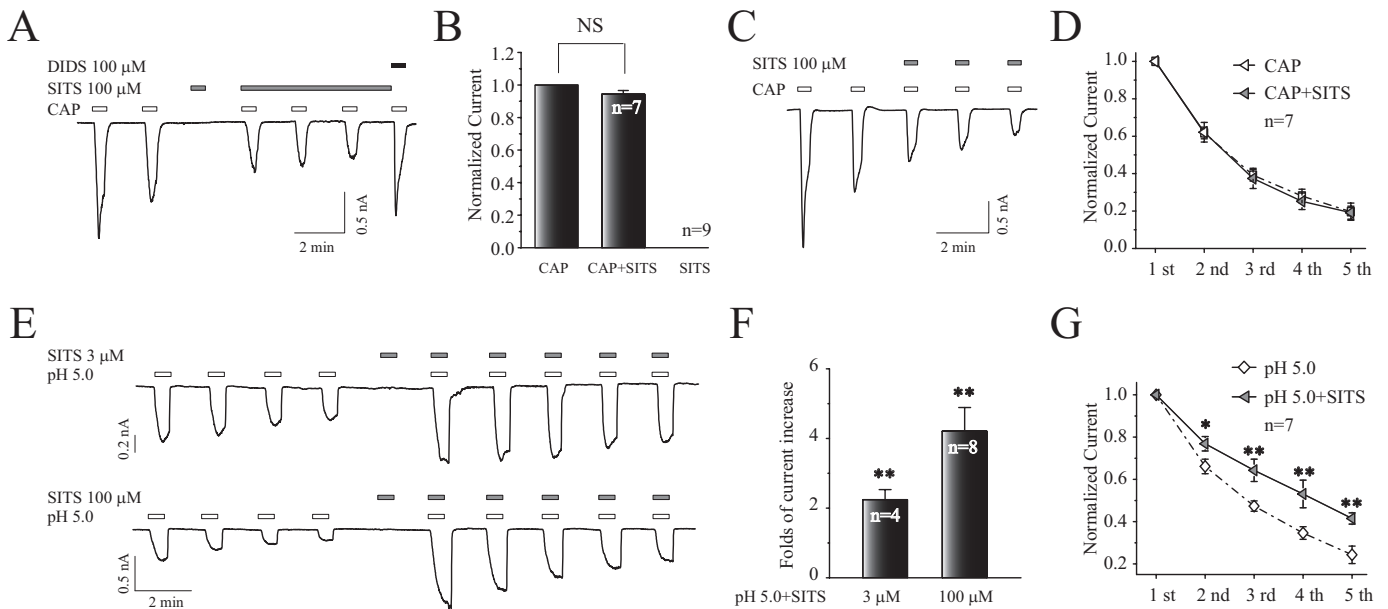 A
DIDS 100 μM
SITS 100 μM
CAP
0.5 nA
2 min
B
NS
Normalized Current
1.2
1.0
0.8
0.6
0.4
0.2
0.0
n=7
n=9
CAP
CAP+SITS
SITS
C
SITS 100 μM
CAP
0.5 nA
2 min
D
Normalized Current
1.0
0.8
0.6
0.4
0.2
0.0
CAP
CAP+SITS
n=7
1 st
2 nd
3 rd
4 th
5 th
E
SITS 3 μM
pH 5.0
0.2 nA
SITS 100 μM
pH 5.0
0.5 nA
2 min
F
Folds of current increase
6
4
2
0
**
n=4
**
n=8
pH 5.0+SITS
3 μM
100 μM
G
Normalized Current
1.0
0.8
0.6
0.4
0.2
pH 5.0
pH 5.0+SITS
n=7
*
**
**
**
1 st
2 nd
3 rd
4 th
5 th